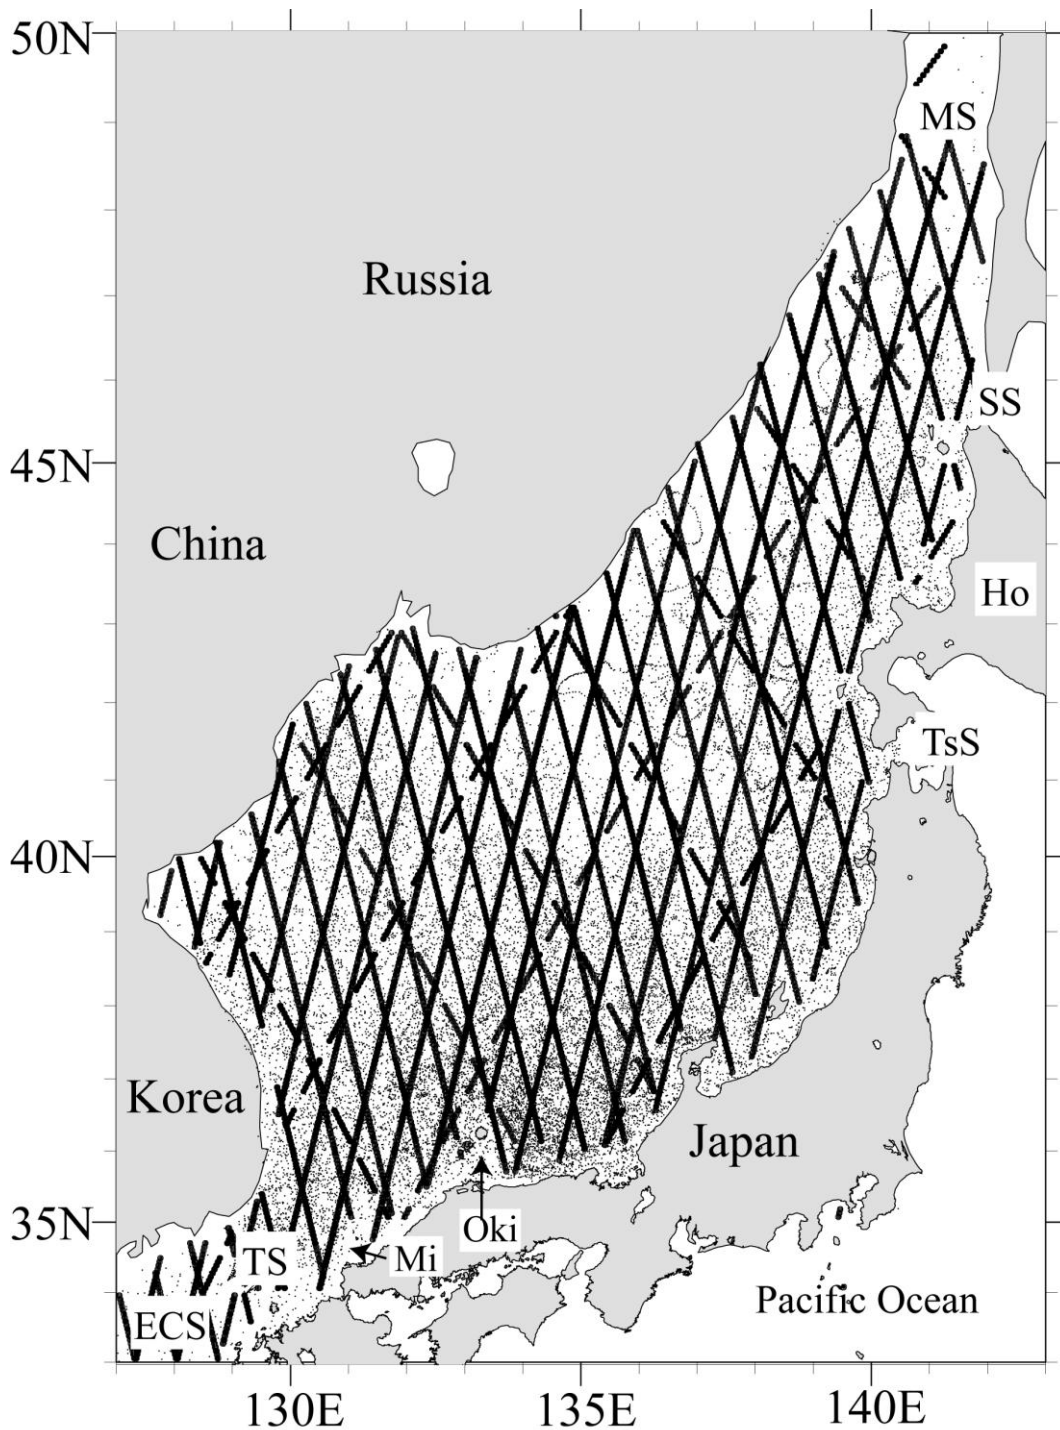 50N
MS
Russia
SS
45N
China
Ho
TsS
40N
Korea
Japan
35N
Oki
TS
Mi
Pacific Ocean
ECS
130E
135E
140E